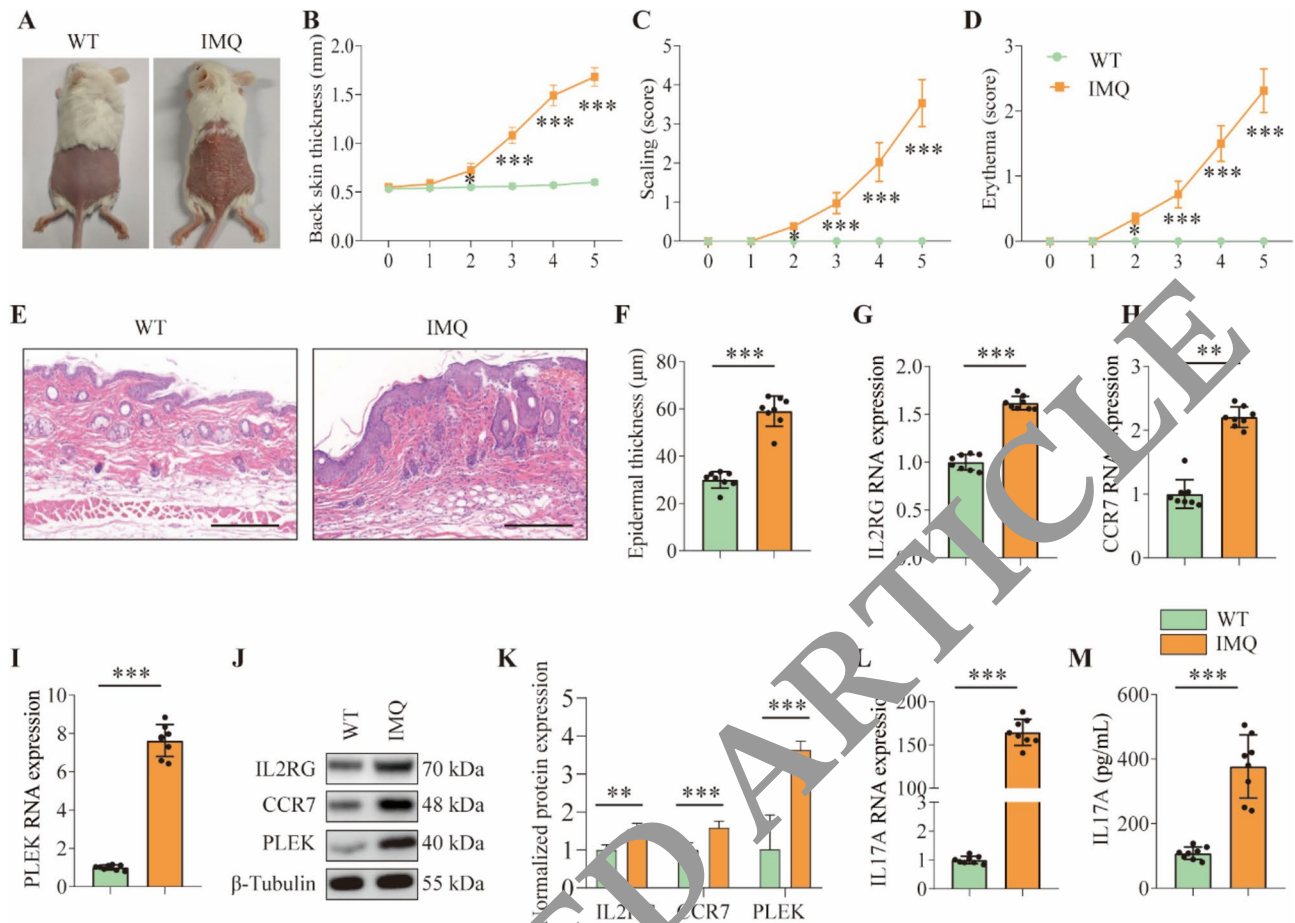 A
WT
IMQ
B
Back skin thickness (mm)
2.0
1.5
1.0
0.5
0.0
0 1 2 3 4 5
*
***
***
***
C
Scaling (score)
5
4
3
2
1
0
0 1 2 3 4 5
*
***
***
***
D
Erythema (score)
3
2
1
0
0 1 2 3 4 5
WT
IMQ
*
***
***
***
E
WT
IMQ
F
Epidermal thickness (μm)
80
60
40
20
0
***
G
IL2RG RNA expression
2.0
1.5
1.0
0.5
0.0
***
H
CCR7 RNA expression
3
2
1
0
**
WT
IMQ
I
PLEK RNA expression
10
8
6
4
2
0
***
J
WT
IMQ
IL2RG
70 kDa
CCR7
48 kDa
PLEK
40 kDa
β-Tubulin
55 kDa
K
Normalized protein expression
5
4
3
2
1
0
**
***
***
CCR7
PLEK
L
IL17A RNA expression
200
150
100
3
2
1
0
***
M
IL17A (pg/mL)
600
400
200
0
***
ARTICLE